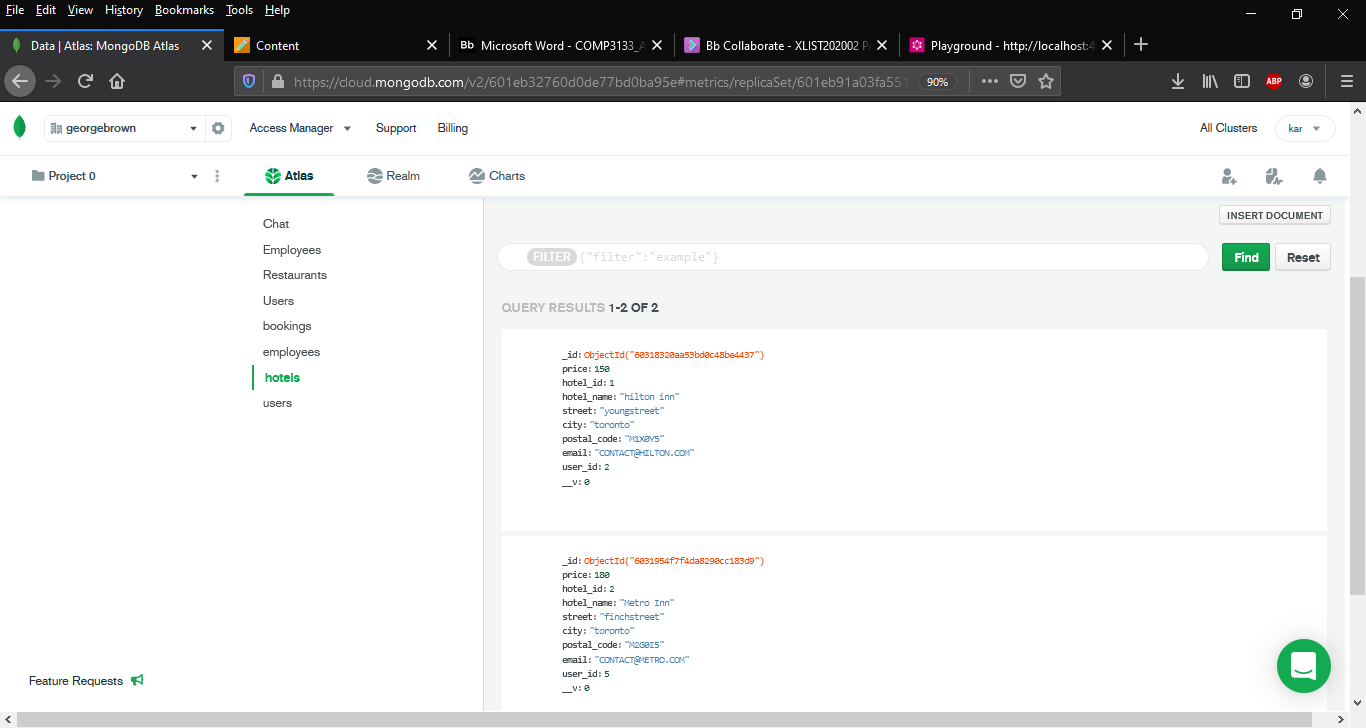 File Edit View History Bookmarks Tools Help
Data | Atlas: MongoDB Atlas
Content
Bb Microsoft Word - COMP3133_A
Bb Collaborate - XLIST202002 P
Playground - http://localhost:4
https://cloud.mongodb.com/v2/601eb32760d0de77bd0ba95e#metrics/replicaSet/601eb91a03fa551
90%
ABP
georgebrown
Access Manager
Support
Billing
All Clusters
kar
Project 0
Atlas
Realm
Charts
Chat
Employees
Restaurants
Users
bookings
employees
hotels
users
Feature Requests
INSERT DOCUMENT
FILTER {"filter":"example"}
Find
Reset
QUERY RESULTS 1-2 OF 2
_id: ObjectId("60318320aa53bd0c48be4437")
price: 150
hotel_id: 1
hotel_name: "hilton inn"
street: "youngstreet"
city: "toronto"
postal_code: "M1X0Y5"
email: "CONTACT@HILTON.COM"
user_id: 2
__v: 0
_id: ObjectId("6031954f7f4da8290cc183d9")
price: 180
hotel_id: 2
hotel_name: "Metro Inn"
street: "finchstreet"
city: "toronto"
postal_code: "M2G0I5"
email: "CONTACT@METRO.COM"
user_id: 5
__v: 0